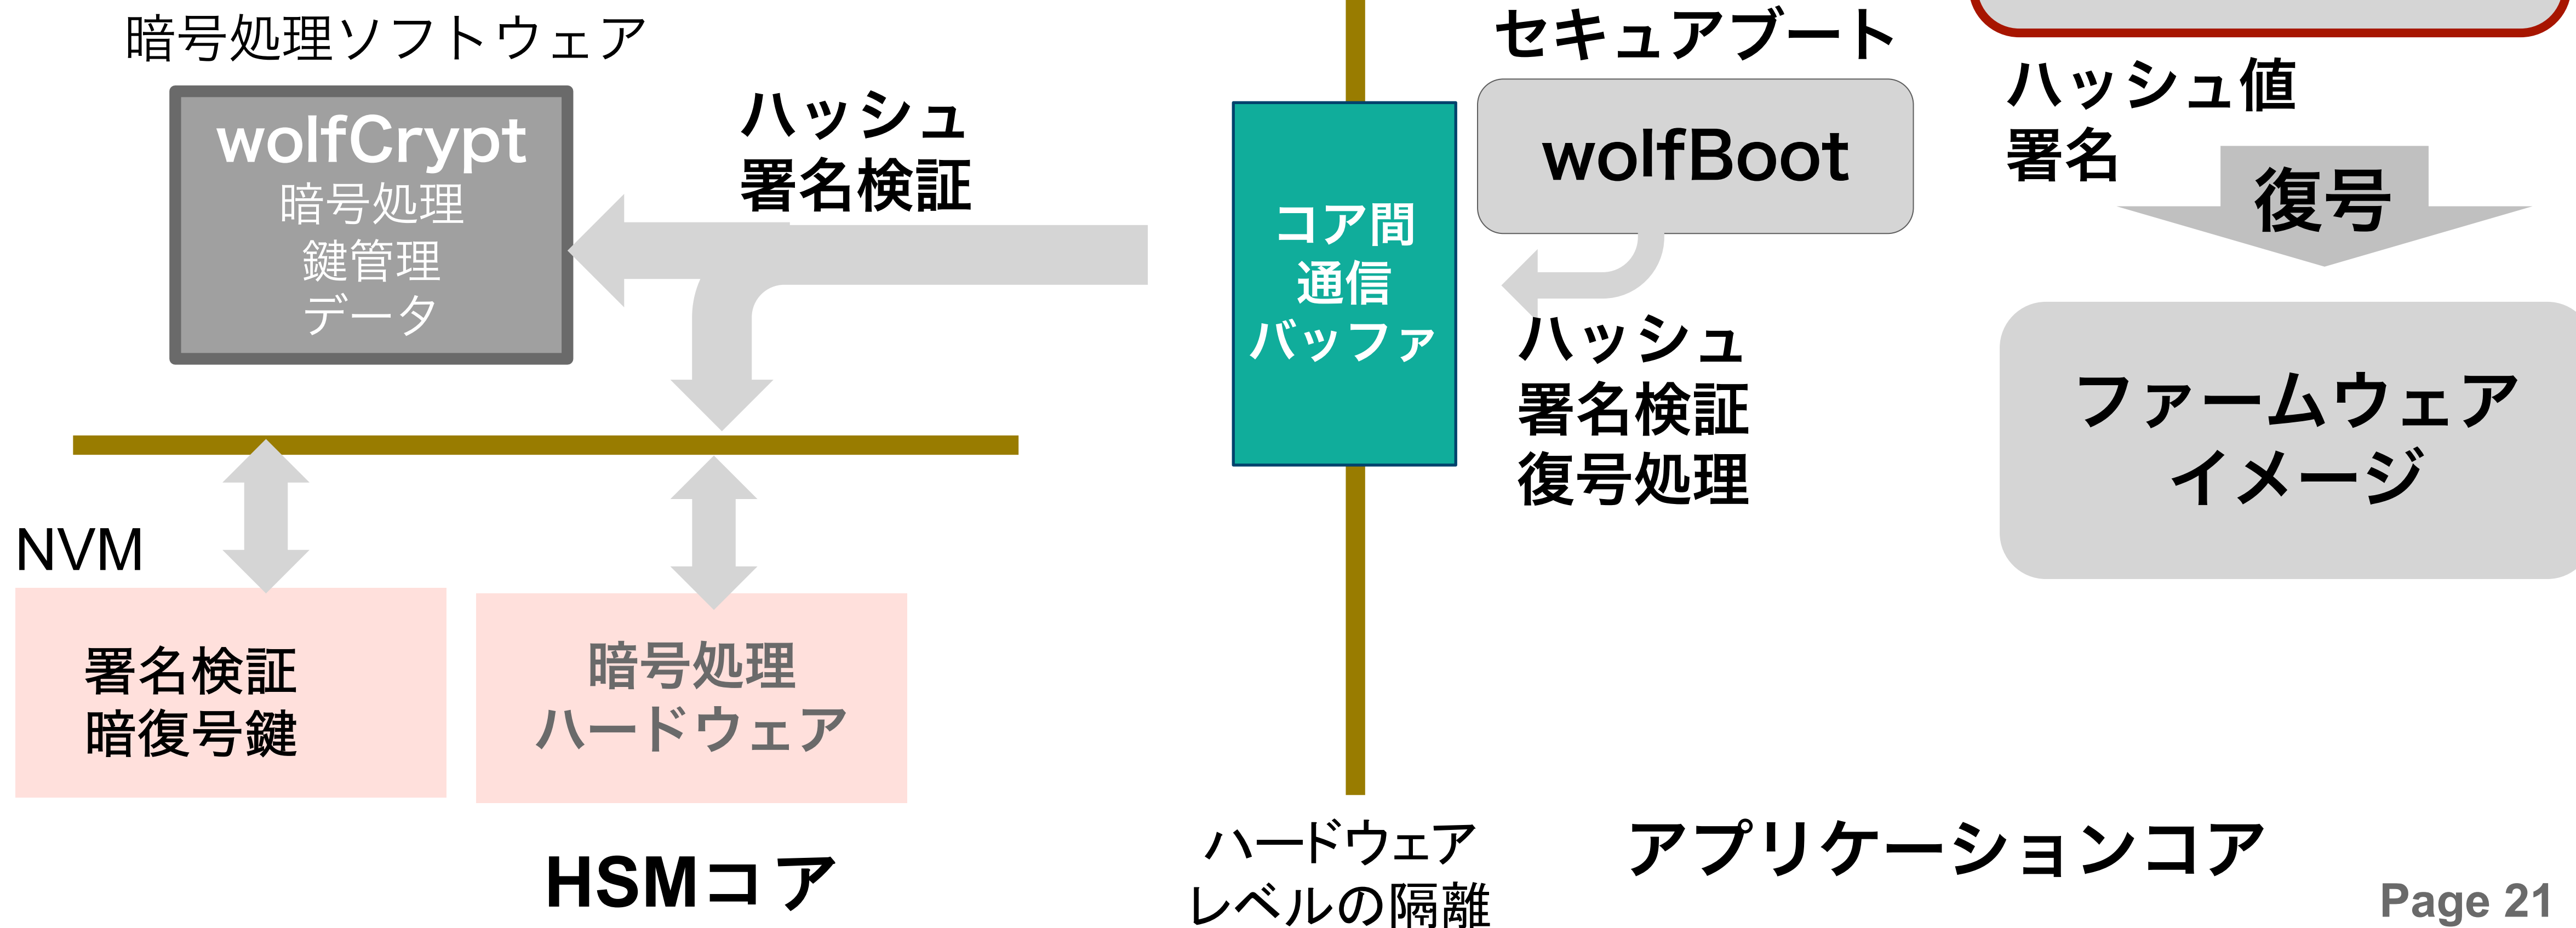 暗号処理ソフトウェア
wolfCrypt
暗号処理
鍵管理
データ
ハッシュ
署名検証
NVM
署名検証
暗復号鍵
暗号処理
ハードウェア
HSMコア
コア間
通信
バッファ
ハードウェア
レベルの隔離
セキュアブート
wolfBoot
ハッシュ
署名検証
復号処理
ハッシュ値
署名
復号
ファームウェア
イメージ
アプリケーションコア
Page 21